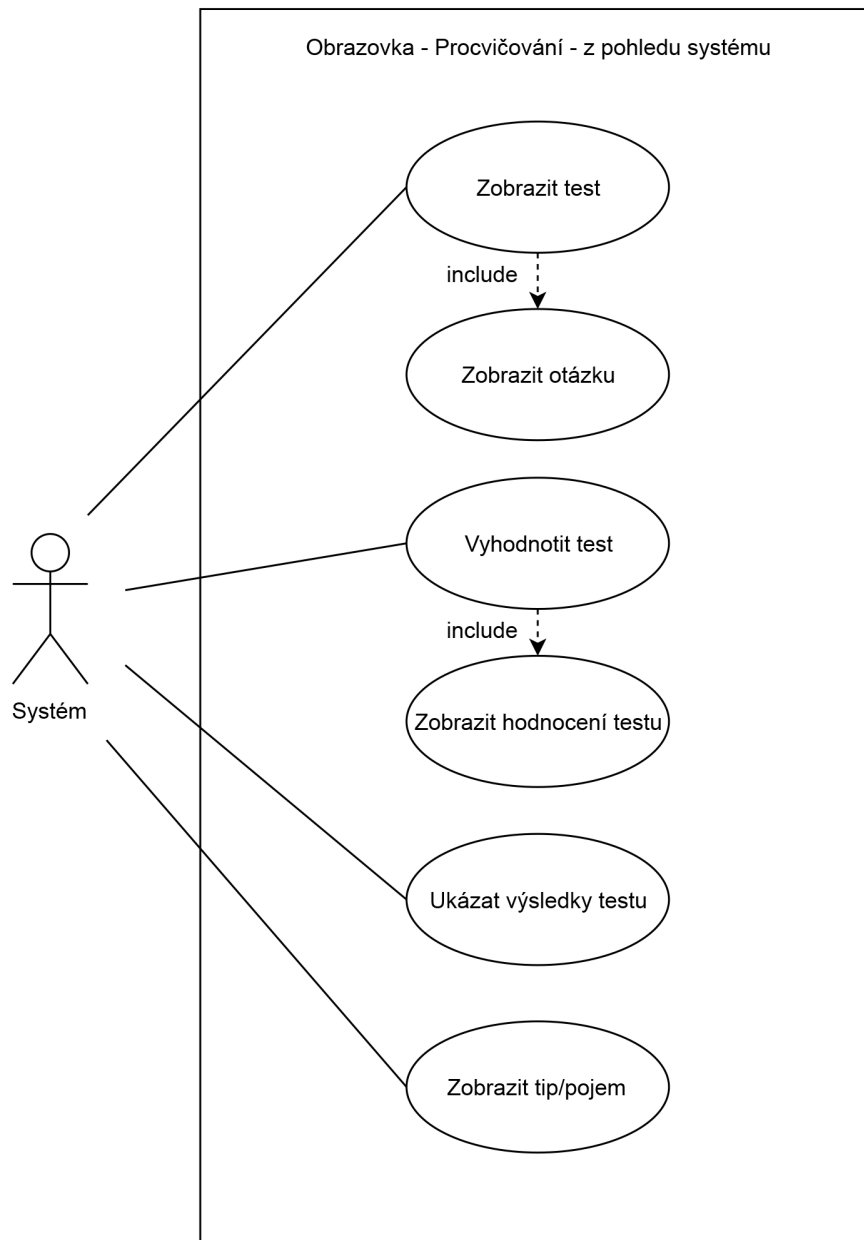 Obrazovka - Procvičování - z pohledu systému
Zobrazit test
include
Zobrazit otázku
Vyhodnotit test
include
Zobrazit hodnocení testu
Systém
Ukázat výsledky testu
Zobrazit tip/pojem